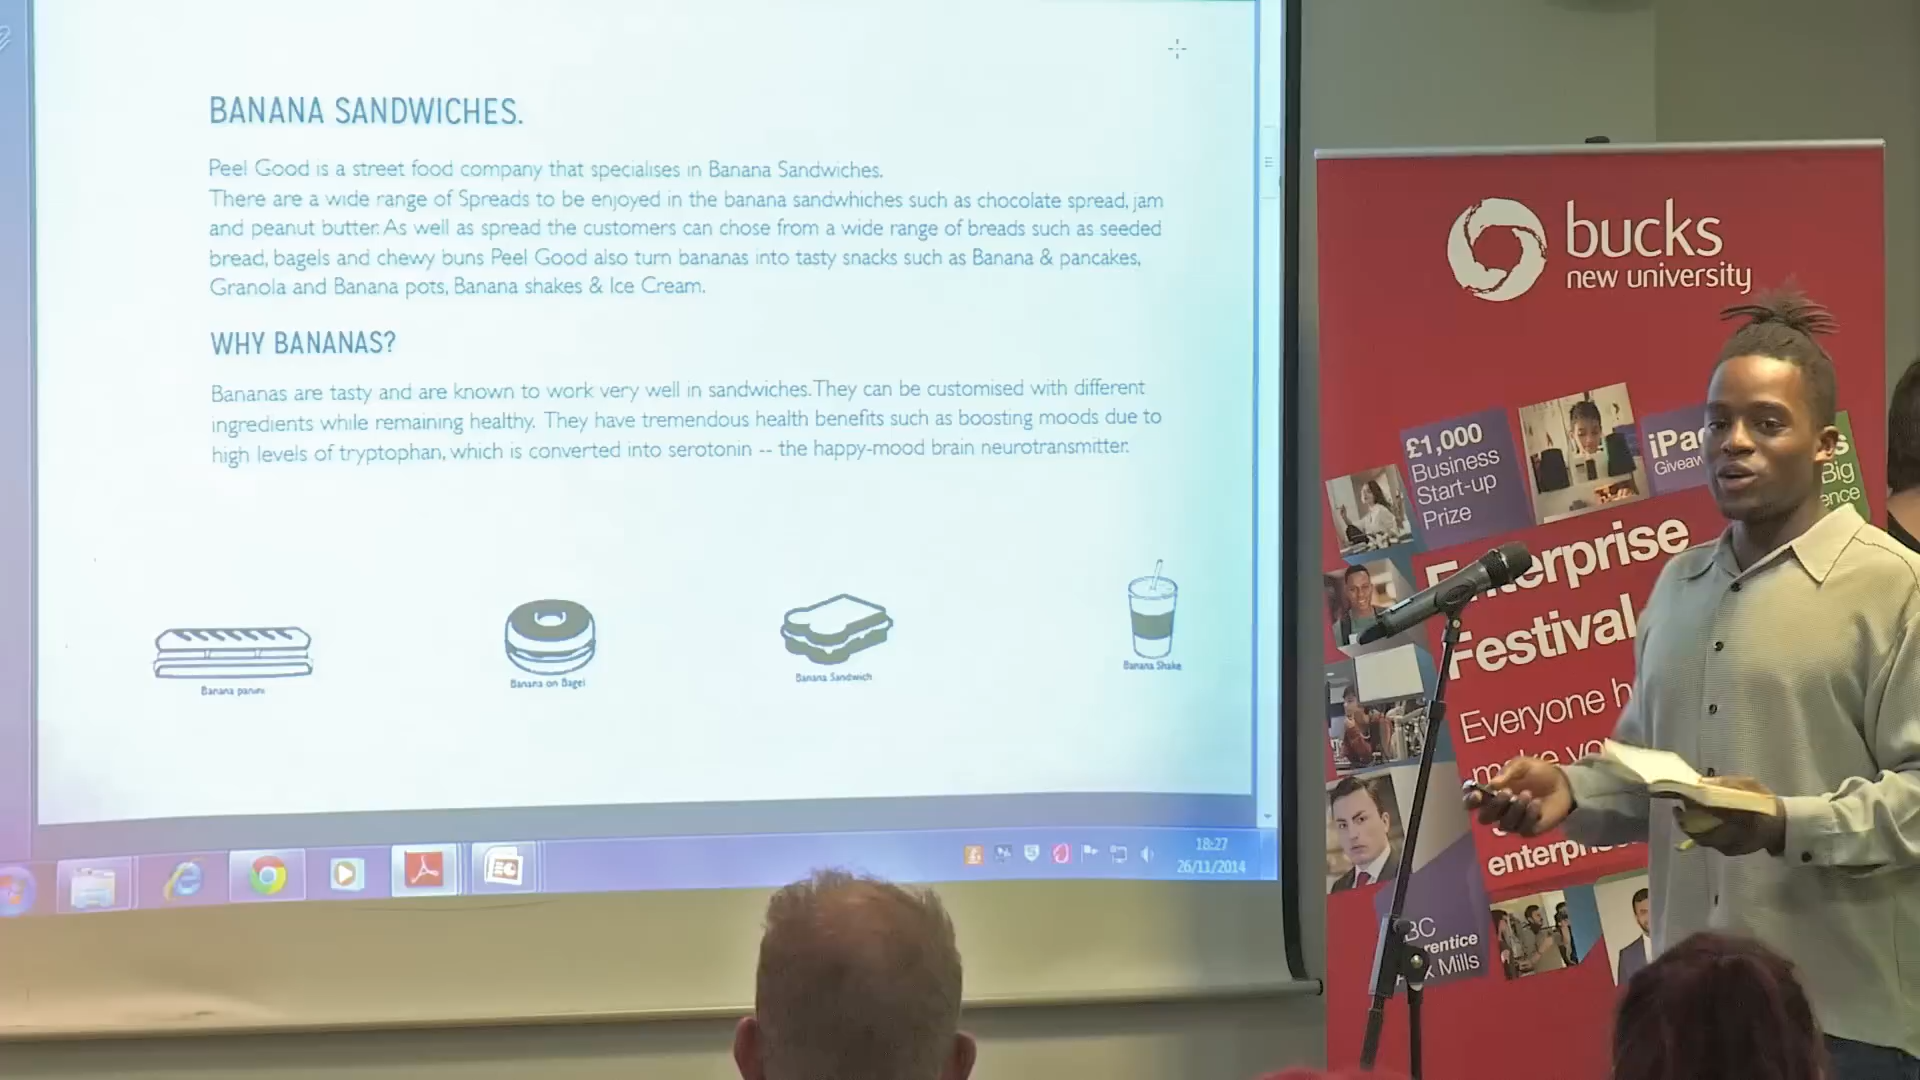 BANANA SANDWICHES.
Peel Good is a street food company that specialises in Banana Sandwiches.
There are a wide range of Spreads to be enjoyed in the banana sandwhiches such as chocolate spread, jam
and peanut butter. As well as spread the customers can chose from a wide range of breads such as seeded
bread, bagels and chewy buns Peel Good also turn bananas into tasty snacks such as Banana & pancakes,
Granola and Banana pots, Banana shakes & Ice Cream.
WHY BANANAS?
Bananas are tasty and are known to work very well in sandwiches. They can be customised with different
ingredients while remaining healthy. They have tremendous health benefits such as boosting moods due to
high levels of tryptophan, which is converted into serotonin -- the happy-mood brain neurotransmitter.
Banana panini
Banana on Bagel
Banana Sandwich
Banana Shake
18:27
26/11/2014
bucks
new university
£1,000
Business
Start-up
Prize
Giveaw
Big
ence
Enterprise
Festival
Everyone h
enterpr
BC
rentice
Mills